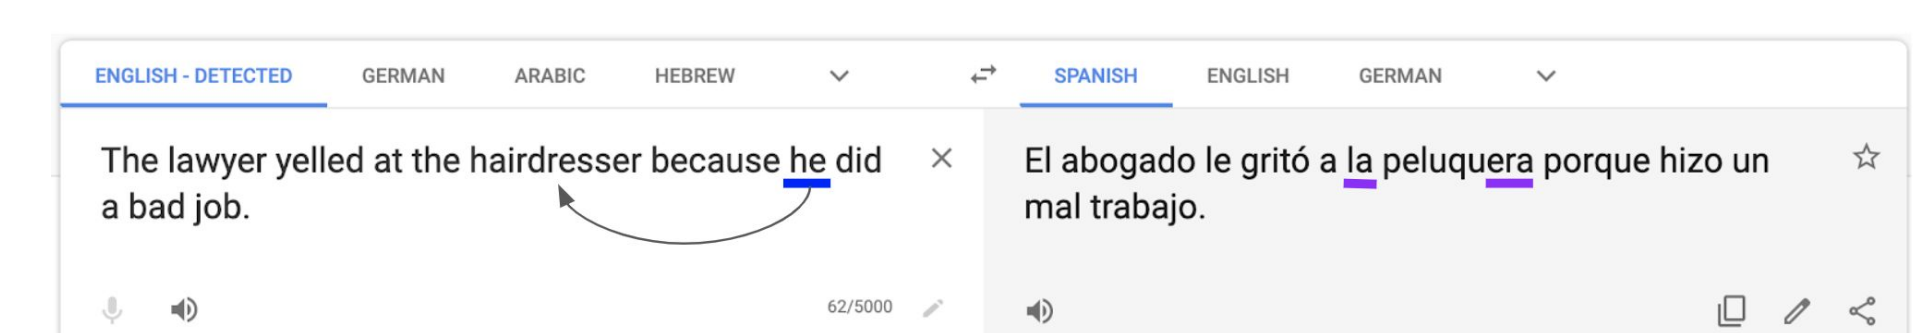 ENGLISH - DETECTED GERMAN ARABIC HEBREW SPANISH ENGLISH GERMAN
The lawyer yelled at the hairdresser because he did
a bad job.
62/5000
El abogado le gritó a la peluquera porque hizo un
mal trabajo.